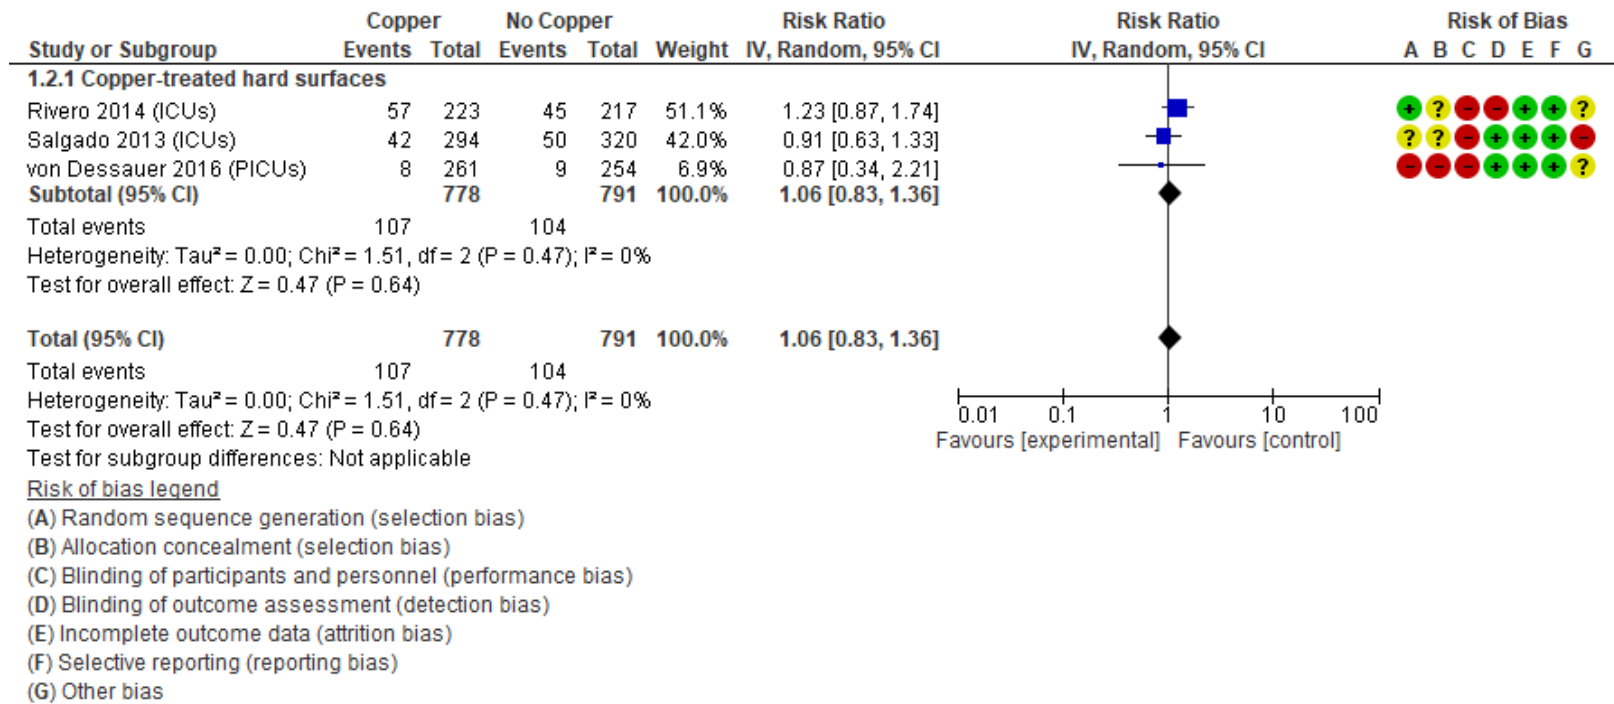 Copper No Copper Risk Ratio Risk Ratio Risk of Bias
Study or Subgroup Events Total Events Total Weight IV, Random, 95% CI IV, Random, 95% CI A B C D E F G
1.2.1 Copper-treated hard surfaces
Rivero 2014 (ICUs) 57 223 45 217 51.1% 1.23 [0.87, 1.74] + ? - - + + ?
Salgado 2013 (ICUs) 42 294 50 320 42.0% 0.91 [0.63, 1.33] ? ? - + + + -
von Dessauer 2016 (PICUs) 8 261 9 254 6.9% 0.87 [0.34, 2.21] - - - + + + ?
Subtotal (95% CI) 778 791 100.0% 1.06 [0.83, 1.36]
Total events 107 104
Heterogeneity: Tau² = 0.00; Chi² = 1.51, df = 2 (P = 0.47); I² = 0%
Test for overall effect: Z = 0.47 (P = 0.64)
Total (95% CI) 778 791 100.0% 1.06 [0.83, 1.36]
Total events 107 104
Heterogeneity: Tau² = 0.00; Chi² = 1.51, df = 2 (P = 0.47); I² = 0%
0.01 0.1 1 10 100
Test for overall effect: Z = 0.47 (P = 0.64)
Favours [experimental] Favours [control]
Test for subgroup differences: Not applicable
Risk of bias legend
(A) Random sequence generation (selection bias)
(B) Allocation concealment (selection bias)
(C) Blinding of participants and personnel (performance bias)
(D) Blinding of outcome assessment (detection bias)
(E) Incomplete outcome data (attrition bias)
(F) Selective reporting (reporting bias)
(G) Other bias